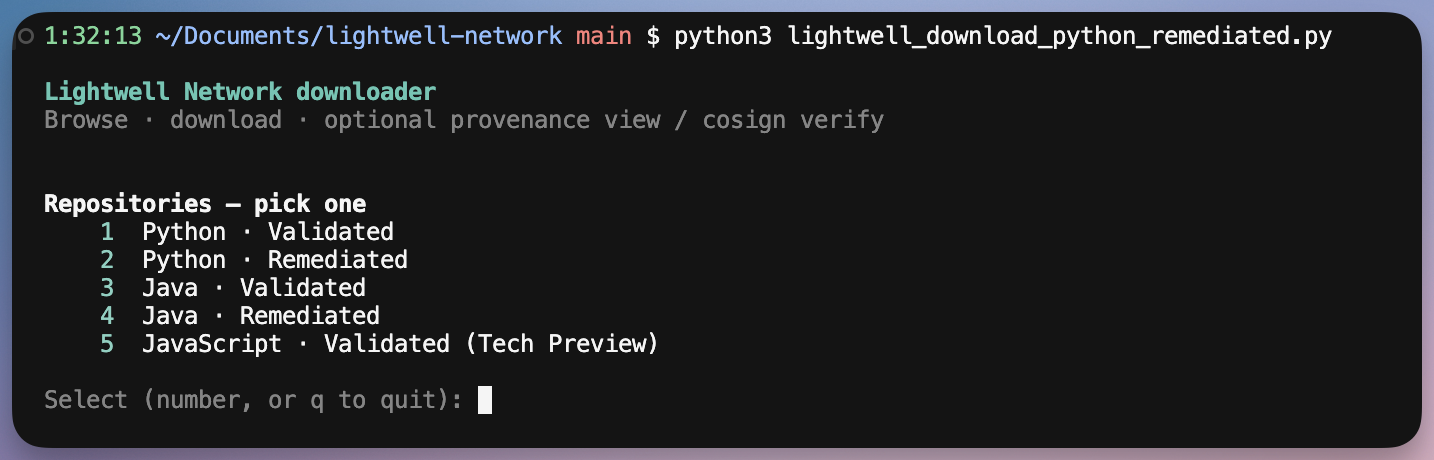 1:32:13 ~/Documents/lightwell-network main $ python3 lightwell_download_python_remediated.py
Lightwell Network downloader
Browse · download · optional provenance view / cosign verify
Repositories — pick one
1 Python · Validated
2 Python · Remediated
3 Java · Validated
4 Java · Remediated
5 JavaScript · Validated (Tech Preview)
Select (number, or q to quit):